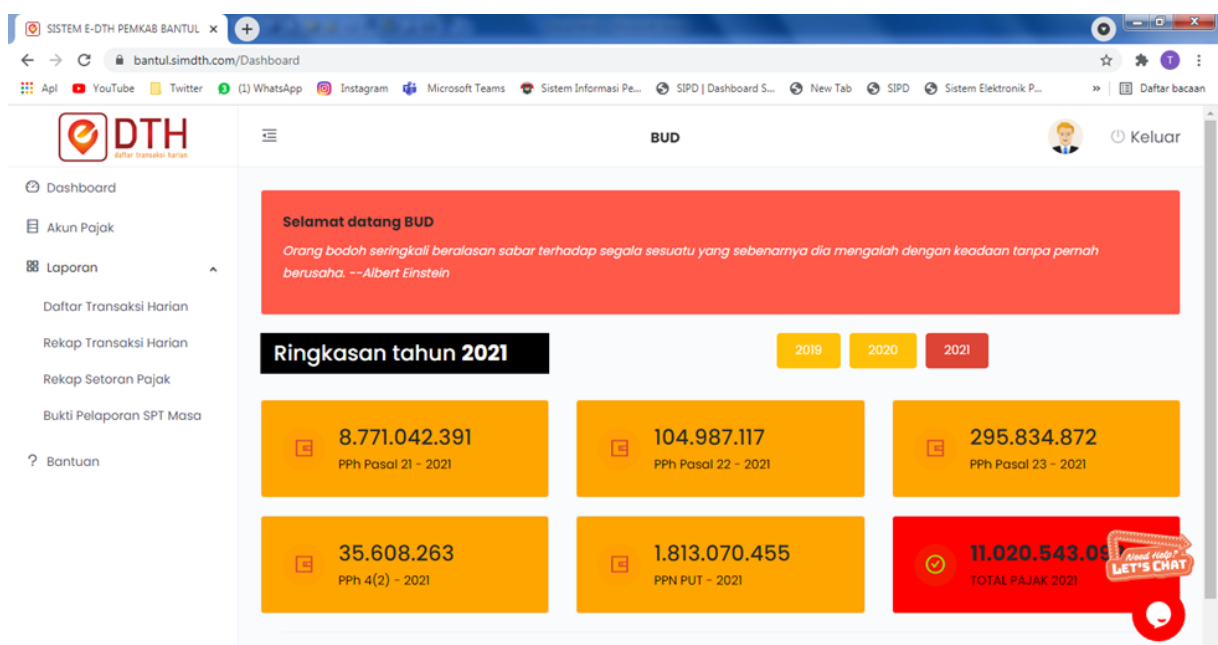 SISTEM E-DTH PEMKAB BANTUL
bantul.simdth.com/Dashboard
T
Apl YouTube Twitter (1) WhatsApp Instagram Microsoft Teams Sistem Informasi Pe... SIPD | Dashboard S... New Tab SIPD Sistem Elektronik P... » Daftar bacaan
DTH
daftar transaksi harian
BUD
Keluar
Dashboard
Akun Pajak
Laporan
Daftar Transaksi Harian
Rekap Transaksi Harian
Rekap Setoran Pajak
Bukti Pelaporan SPT Masa
? Bantuan
Selamat datang BUD
Orang bodoh seringkali beralasan sabar terhadap segala sesuatu yang sebenarnya dia mengalah dengan keadaan tanpa pernah
berusaha. --Albert Einstein
Ringkasan tahun 2021
2019 2020 2021
8.771.042.391
PPh Pasal 21 - 2021
104.987.117
PPh Pasal 22 - 2021
295.834.872
PPh Pasal 23 - 2021
35.608.263
PPh 4(2) - 2021
1.813.070.455
PPN PUT - 2021
11.020.543.09
TOTAL PAJAK 2021
Need Help?
LET'S CHAT